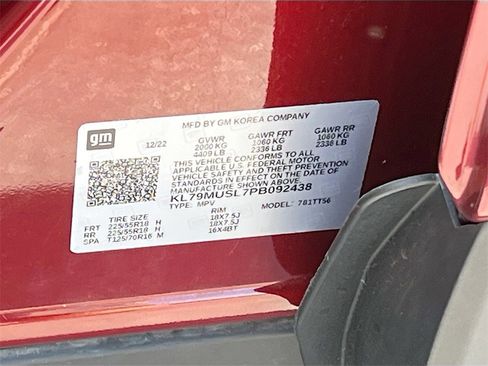 MFD BY GM KOREA COMPANY
gm
12/22 GVWR GAWR FRT GAWR RR
2000 KG 1060 KG 1060 KG
4409 LB 2336 LB 2336 LB
THIS VEHICLE CONFORMS TO ALL
APPLICABLE U.S. FEDERAL MOTOR
VEHICLE SAFETY AND THEFT PREVENTION
STANDARDS IN EFFECT ON THE DATE OF
MANUFACTURE SHOWN ABOVE.
KL79MUSL7PB092438
TYPE: MPV MODEL: 781TT56
TIRE SIZE RIM
FRT 225/55R18 H 18X7.5J
RR 225/55R18 H 18X7.5J
SPA T125/70R16 M 16X4BT